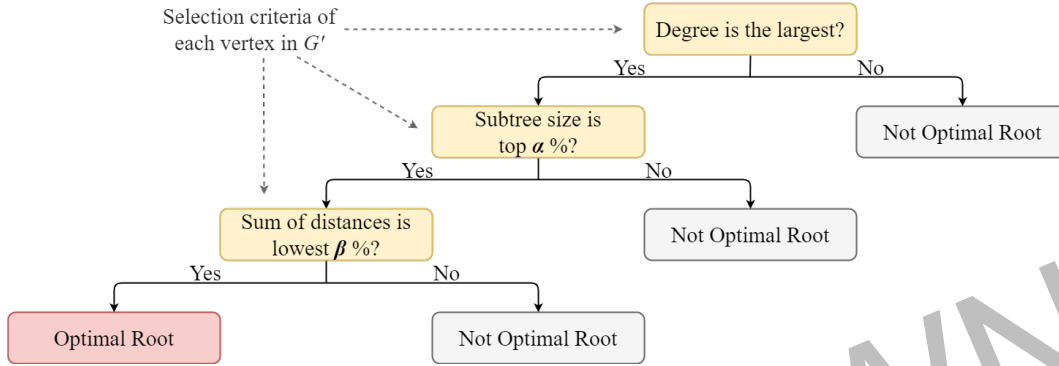 Selection criteria of
each vertex in G'
Degree is the largest?
Yes
No
Subtree size is
top α %?
Not Optimal Root
Yes
No
Sum of distances is
lowest β %?
Not Optimal Root
Yes
No
Optimal Root
Not Optimal Root